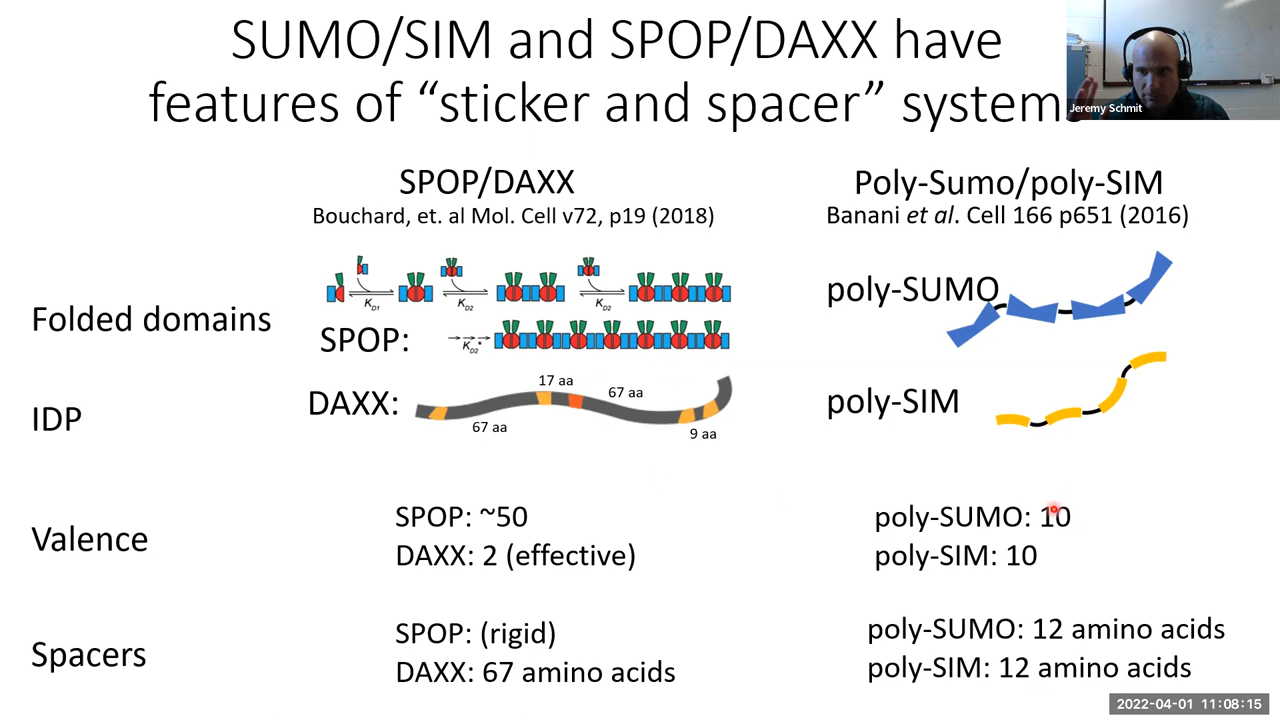 SUMO/SIM and SPOP/DAXX have
features of “sticker and spacer” system
Jeremy Schmit
SPOP/DAXX
Bouchard, et. al Mol. Cell v72, p19 (2018)
Poly-Sumo/poly-SIM
Banani et al. Cell 166 p651 (2016)
Folded domains
KD1
KD2
KD2
SPOP:
KD2*
poly-SUMO
IDP
DAXX:
17 aa
67 aa
67 aa
9 aa
poly-SIM
Valence
SPOP: ~50
DAXX: 2 (effective)
poly-SUMO: 10
poly-SIM: 10
Spacers
SPOP: (rigid)
DAXX: 67 amino acids
poly-SUMO: 12 amino acids
poly-SIM: 12 amino acids
2022-04-01 11:08:15